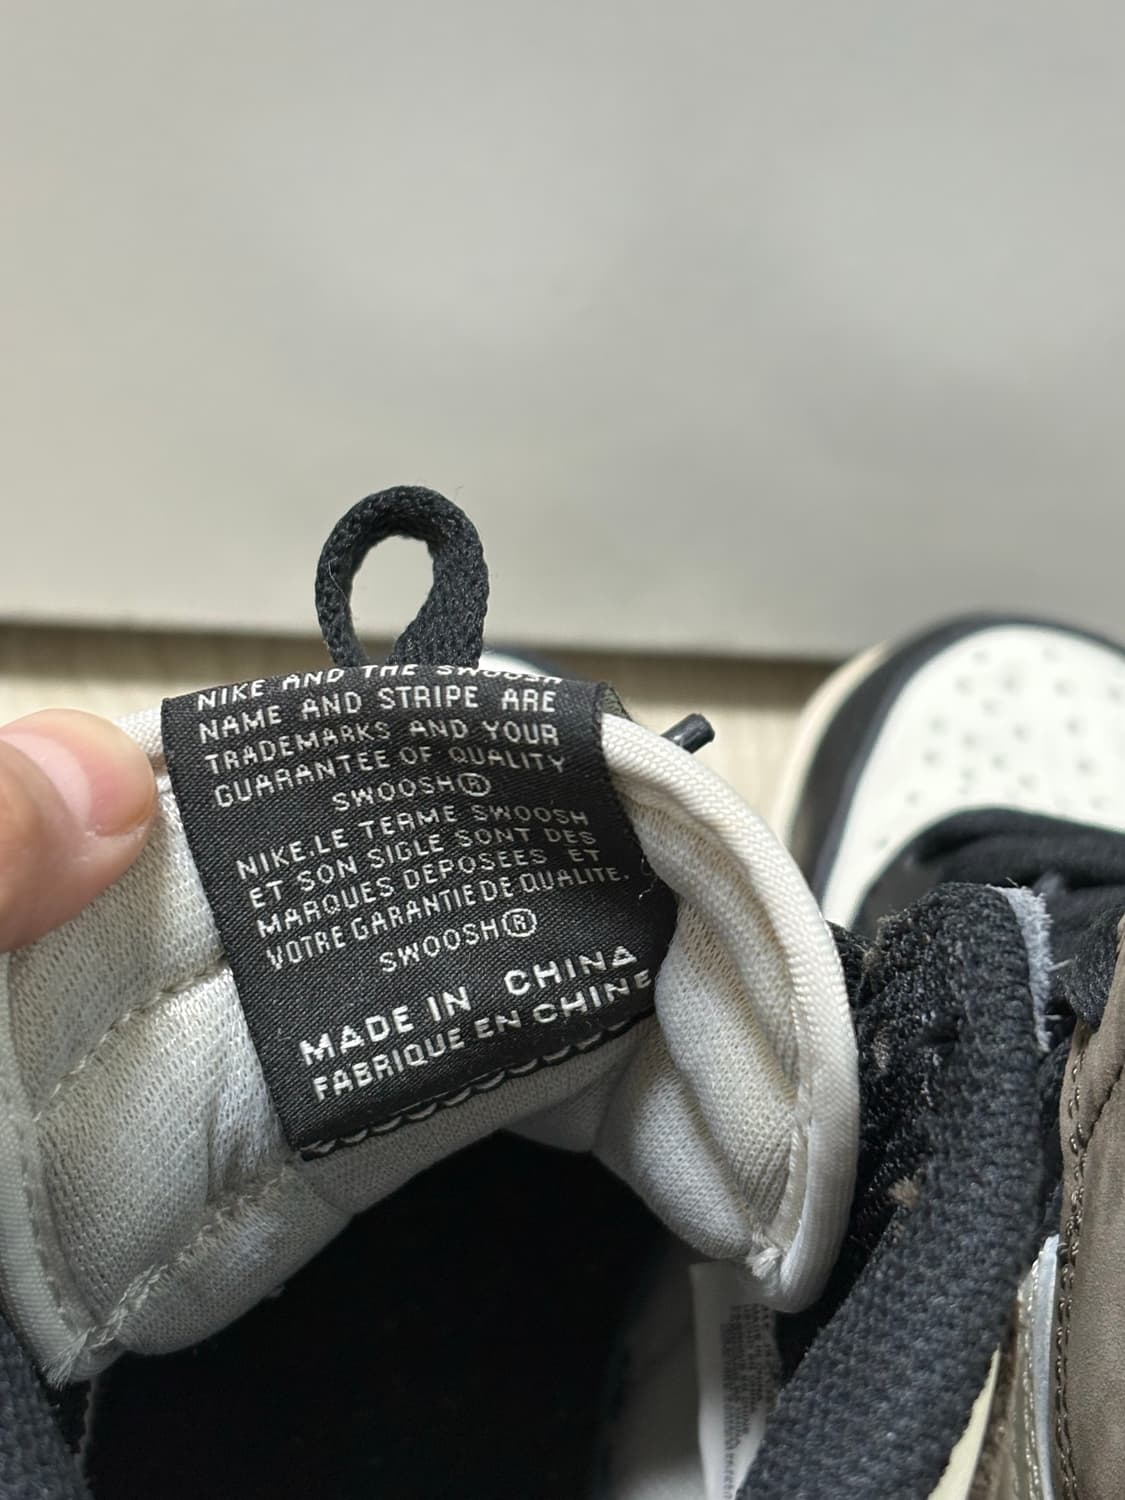 NIKE AND THE SWOOSH
NAME AND STRIPE ARE
TRADEMARKS AND YOUR
GUARANTEE OF QUALITY
SWOOSH®
NIKE.LE TERME SWOOSH
ET SON SIGLE SONT DES
MARQUES DEPOSEES ET
VOTRE GARANTIE DE QUALITE.
SWOOSH®
MADE IN CHINA
FABRIQUE EN CHINE